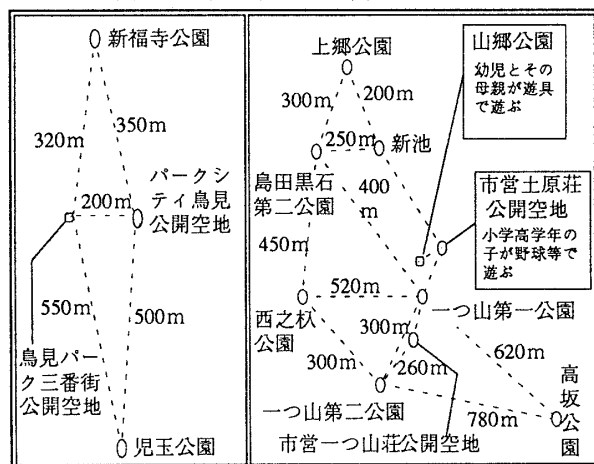 新福寺公園
320m
350m
200m
パークシ
ティ鳥見
公開空地
550m
500m
鳥見パー
ク三番街
公開空地
児玉公園
上郷公園
300m
200m
250m
新池
島田黒石
第二公園
400
m
山郷公園
幼児とその
母親が遊具
で遊ぶ
市営土原荘
公開空地
小学高学年の
子が野球等で
遊ぶ
450m
520m
西之杁
公園
一つ山第一公園
300m
300m
260m
620m
高坂公園
一つ山第二公園
780m
市営一つ山荘公開空地